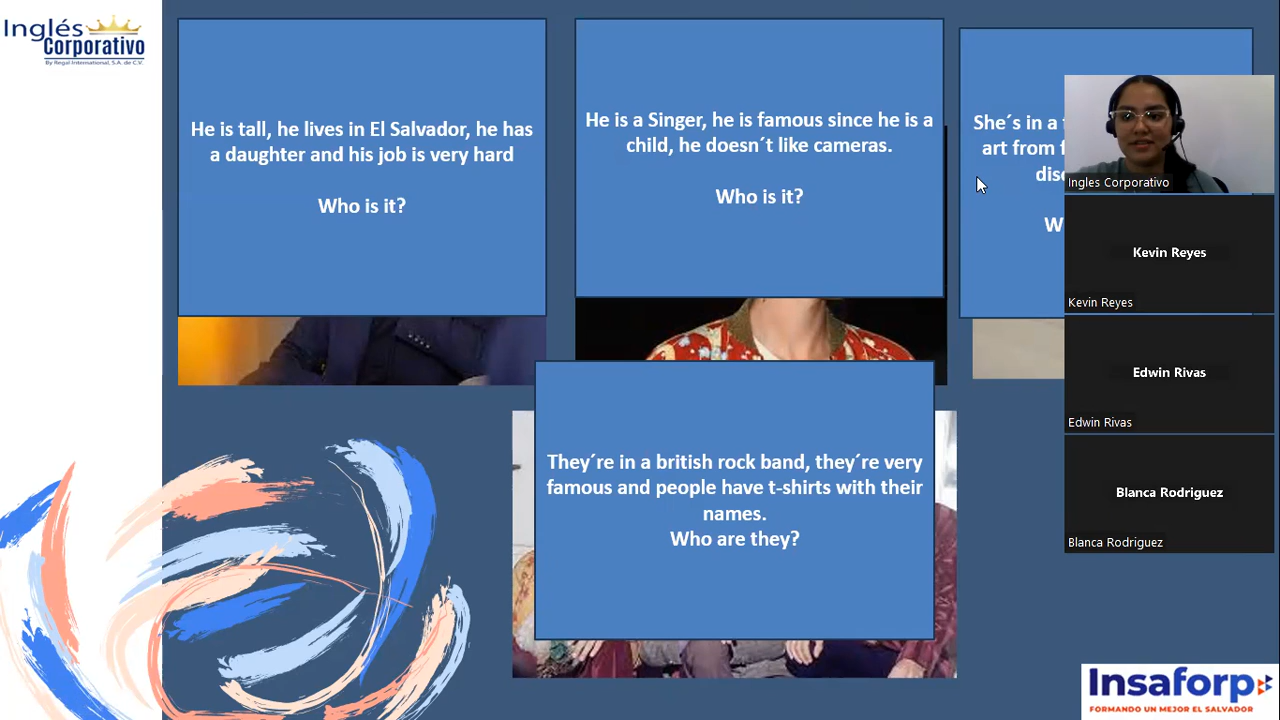 Inglés
Corporativo
By Regal International, S.A. de C.V.
He is tall, he lives in El Salvador, he has
a daughter and his job is very hard
Who is it?
He is a Singer, he is famous since he is a
child, he doesn´t like cameras.
Who is it?
She´s in a
art from
Ingles Corporativo
Kevin Reyes
Kevin Reyes
Edwin Rivas
Edwin Rivas
Blanca Rodriguez
Blanca Rodriguez
They´re in a british rock band, they´re very
famous and people have t-shirts with their
names.
Who are they?
Insaforp
FORMANDO UN MEJOR EL SALVADOR